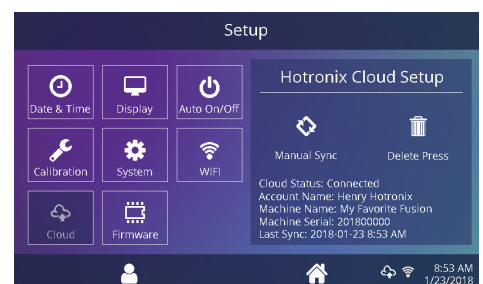 Setup
Date & Time
Display
Auto On/Off
Calibration
System
WIFI
Cloud
Firmware
Hotronix Cloud Setup
Manual Sync
Delete Press
Cloud Status: Connected
Account Name: Henry Hotronix
Machine Name: My Favorite Fusion
Machine Serial: 201800000
Last Sync: 2018-01-23 8:53 AM
8:53 AM
1/23/2018